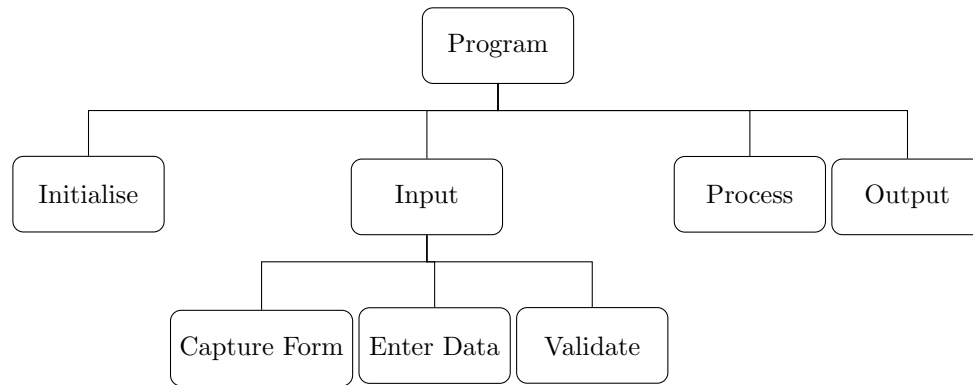 Program
Initialise
Input
Process
Output
Capture Form
Enter Data
Validate